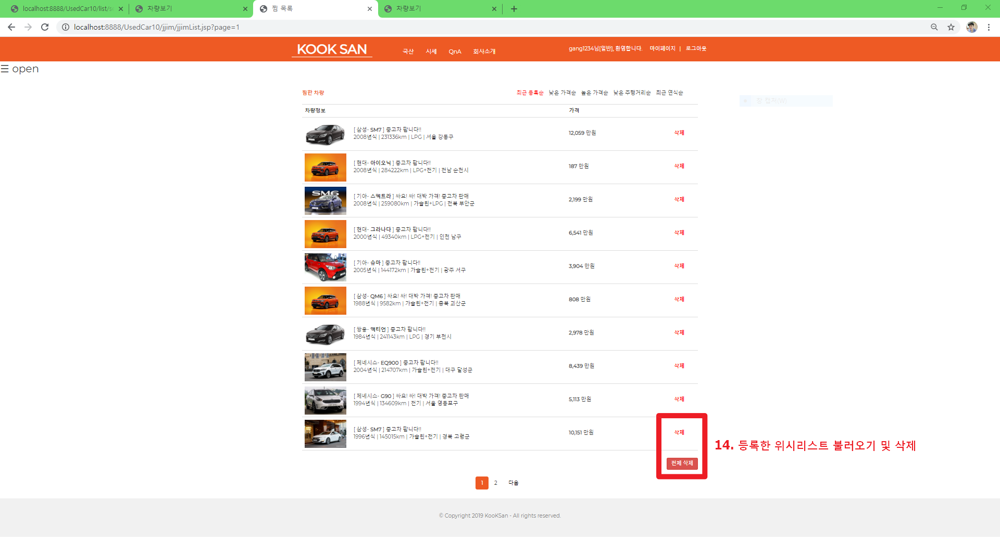 localhost:8888/UsedCar10/list/se
차량보기
찜 목록
차량보기
localhost:8888/UsedCar10/jjim/jjimList.jsp?page=1
KOOK SAN
국산 시세 QnA 회사소개
gang1234님[일반], 환영합니다. 마이페이지 | 로그아웃
☰ open
찜한 차량
최근 등록순 낮은 가격순 높은 가격순 낮은 주행거리순 최근 연식순
창 캡처(W)
차량정보 가격
[ 삼성- SM7 ] 중고차 팝니다!!
2008년식 | 231336km | LPG | 서울 강동구
12,059 만원
삭제
[ 현대- 아이오닉 ] 중고차 팝니다!!
2008년식 | 284222km | LPG+전기 | 전남 순천시
187 만원
삭제
SM6
[ 기아- 스펙트라 ] 싸요! 싸! 대박 가격! 중고차 판매
2008년식 | 259080km | 가솔린+LPG | 전북 부안군
2,199 만원
삭제
[ 현대- 그라나다 ] 중고차 팝니다!!
2000년식 | 49340km | LPG+전기 | 인천 남구
6,541 만원
삭제
[ 기아- 슈마 ] 중고차 팝니다!!
2005년식 | 144172km | 가솔린+전기 | 광주 서구
3,904 만원
삭제
[ 삼성- QM6 ] 싸요! 싸! 대박 가격! 중고차 판매
1988년식 | 9582km | 가솔린+전기 | 충북 괴산군
808 만원
삭제
[ 쌍용- 액티언 ] 중고차 팝니다!!
1984년식 | 241143km | LPG | 경기 부천시
2,978 만원
삭제
[ 제네시스- EQ900 ] 중고차 팝니다!!
2004년식 | 214707km | 가솔린+전기 | 대구 달성군
8,439 만원
삭제
[ 제네시스- G90 ] 싸요! 싸! 대박 가격! 중고차 판매
1994년식 | 134609km | 전기 | 서울 영등포구
5,113 만원
삭제
[ 삼성- SM7 ] 중고차 팝니다!!
1996년식 | 145015km | 가솔린+전기 | 경북 고령군
10,151 만원
삭제
14. 등록한 위시리스트 불러오기 및 삭제
전체 삭제
1 2 다음
© Copyright 2019 KooKSan - All rights reserved.